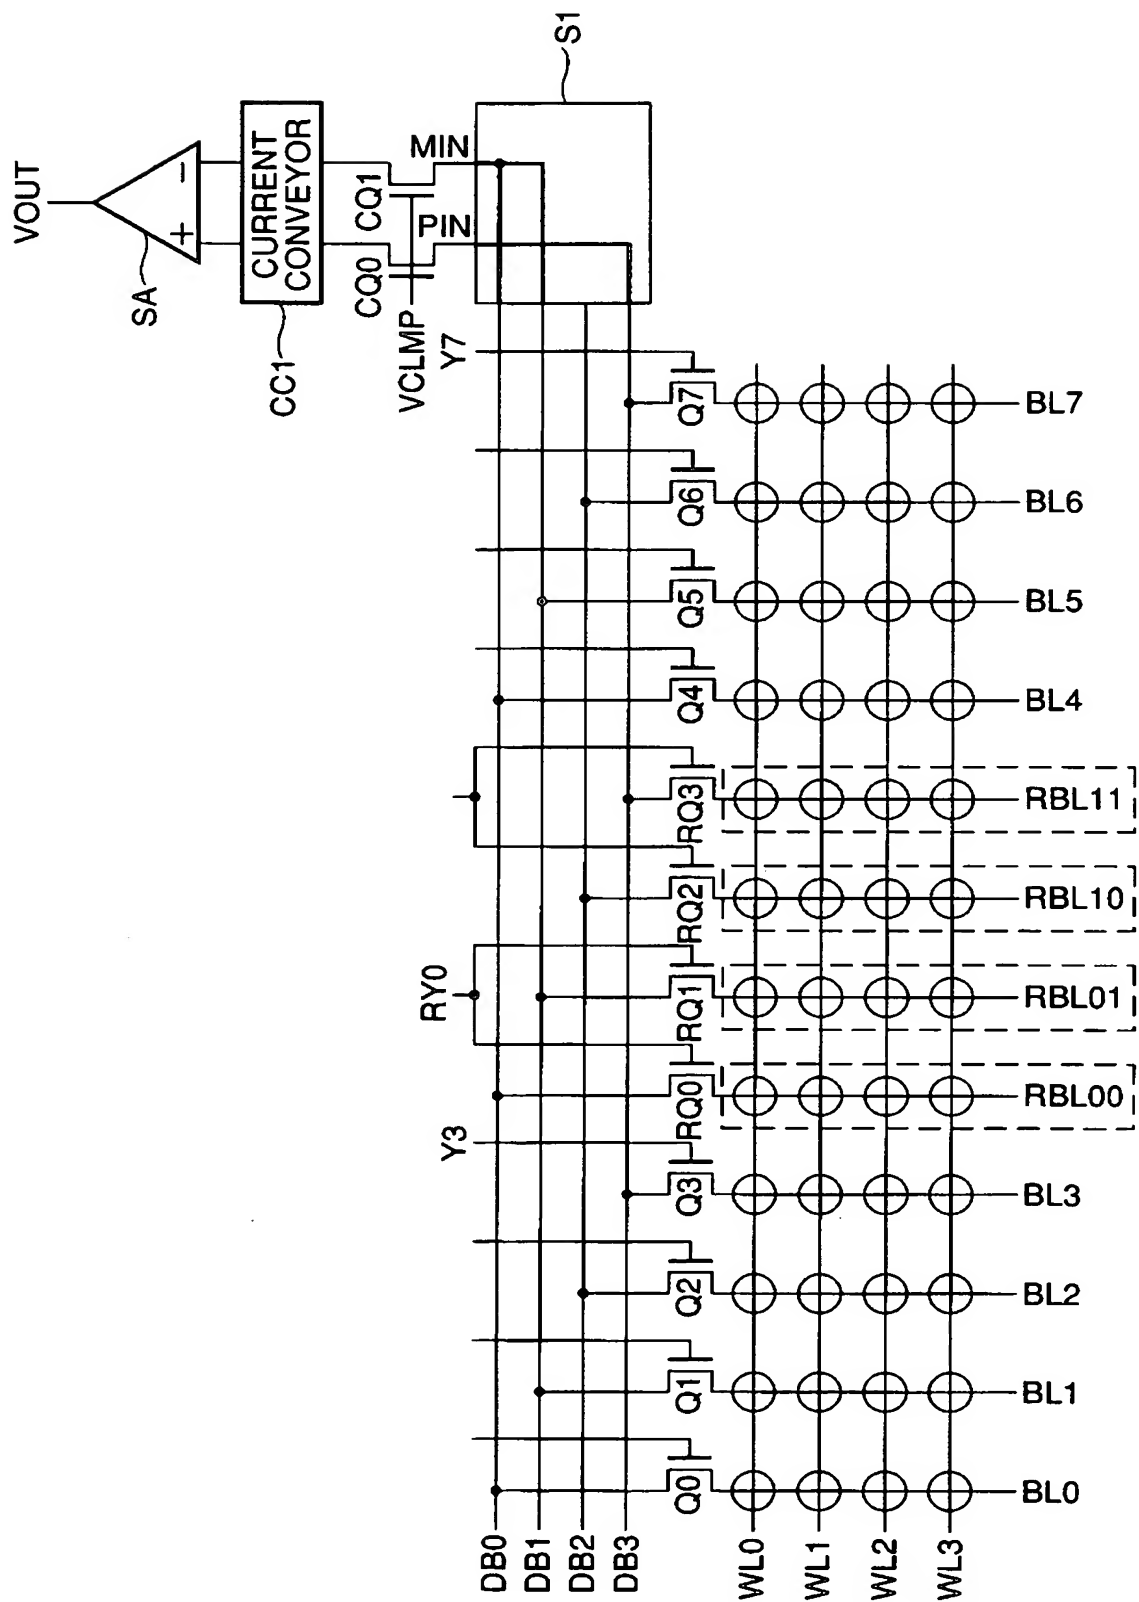 VOUT
SA
+
−
CURRENT
CONVEYOR
CC1
CQ0
CQ1
VCLMP
PIN
MIN
S1
Y3
RY0
Y7
DB0
DB1
DB2
DB3
Q0
Q1
Q2
Q3
RQ0
RQ1
RQ2
RQ3
Q4
Q5
Q6
Q7
WL0
WL1
WL2
WL3
BL0
BL1
BL2
BL3
RBL00
RBL01
RBL10
RBL11
BL4
BL5
BL6
BL7